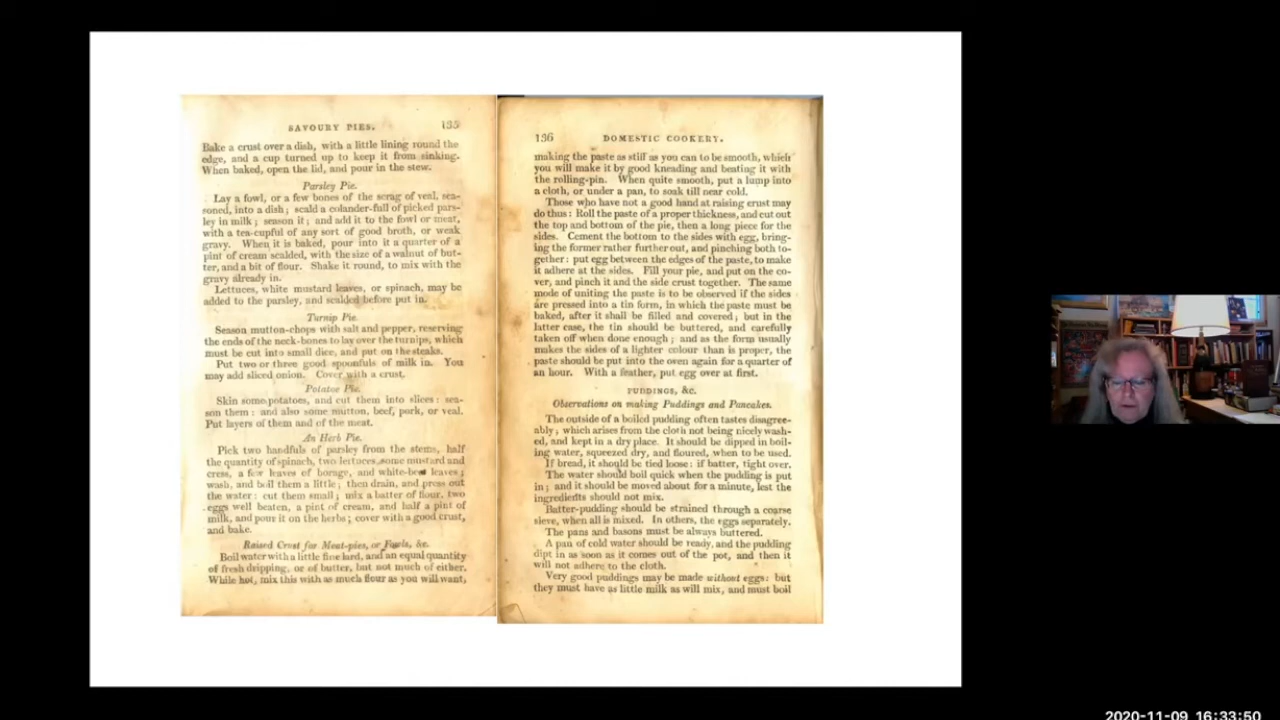 SAVOURY PIES. 135
Bake a crust over a dish, with a little lining round the
edge, and a cup turned up to keep it from sinking.
When baked, open the lid, and pour in the stew.
Parsley Pie.
Lay a fowl, or a few bones of the scrag of veal, sea-
soned, into a dish; scald a colander-full of picked pars-
ley in milk; season it; and add it to the fowl or meat,
with a tea-cupful of any sort of good broth, or weak
gravy. When it is baked, pour into it a quarter of a
pint of cream scalded, with the size of a walnut of but-
ter, and a bit of flour. Shake it round, to mix with the
gravy already in.
Lettuces, white mustard leaves, or spinach, may be
added to the parsley, and scalded before put in.
Turnip Pie.
Season mutton-chops with salt and pepper, reserving
the ends of the neck-bones to lay over the turnips, which
must be cut into small dice, and put on the steaks.
Put two or three good spoonfuls of milk in. You
may add sliced onion. Cover with a crust.
Potatoe Pie.
Skin some potatoes, and cut them into slices: sea-
son them: and also some mutton, beef, pork, or veal.
Put layers of them and of the meat.
An Herb Pie.
Pick two handfuls of parsley from the stems, half
the quantity of spinach, two lettuces, some mustard and
cress, a few leaves of borage, and white-beet leaves;
wash, and boil them a little; then drain, and press out
the water: cut them small; mix a batter of flour, two
eggs well beaten, a pint of cream, and half a pint of
milk, and pour it on the herbs; cover with a good crust,
and bake.
Raised Crust for Meat-pies, or Fowls, &c.
Boil water with a little fine lard, and an equal quantity
of fresh dripping, or of butter, but not much of either.
While hot, mix this with as much flour as you will want,
136 DOMESTIC COOKERY.
making the paste as stiff as you can to be smooth, which
you will make it by good kneading and beating it with
the rolling-pin. When quite smooth, put a lump into
a cloth, or under a pan, to soak till near cold.
Those who have not a good hand at raising crust may
do thus: Roll the paste of a proper thickness, and cut out
the top and bottom of the pie, then a long piece for the
sides. Cement the bottom to the sides with egg, bring-
ing the former rather further out, and pinching both to-
gether: put egg between the edges of the paste, to make
it adhere at the sides. Fill your pie, and put on the co-
ver, and pinch it and the side crust together. The same
mode of uniting the paste is to be observed if the sides
are pressed into a tin form, in which the paste must be
baked, after it shall be filled and covered; but in the
latter case, the tin should be buttered, and carefully
taken off when done enough; and as the form usually
makes the sides of a lighter colour than is proper, the
paste should be put into the oven again for a quarter of
an hour. With a feather, put egg over at first.
PUDDINGS, &c.
Observations on making Puddings and Pancakes.
The outside of a boiled pudding often tastes disagree-
ably; which arises from the cloth not being nicely wash-
ed, and kept in a dry place. It should be dipped in boil-
ing water, squeezed dry, and floured, when to be used.
If bread, it should be tied loose: if batter, tight over.
The water should boil quick when the pudding is put
in; and it should be moved about for a minute, lest the
ingredients should not mix.
Batter-pudding should be strained through a coarse
sieve, when all is mixed. In others, the eggs separately.
The pans and basons must be always buttered.
A pan of cold water should be ready, and the pudding
dipt in as soon as it comes out of the pot, and then it
will not adhere to the cloth.
Very good puddings may be made without eggs: but
they must have as little milk as will mix, and must boil
2020-11-09 16:33:50